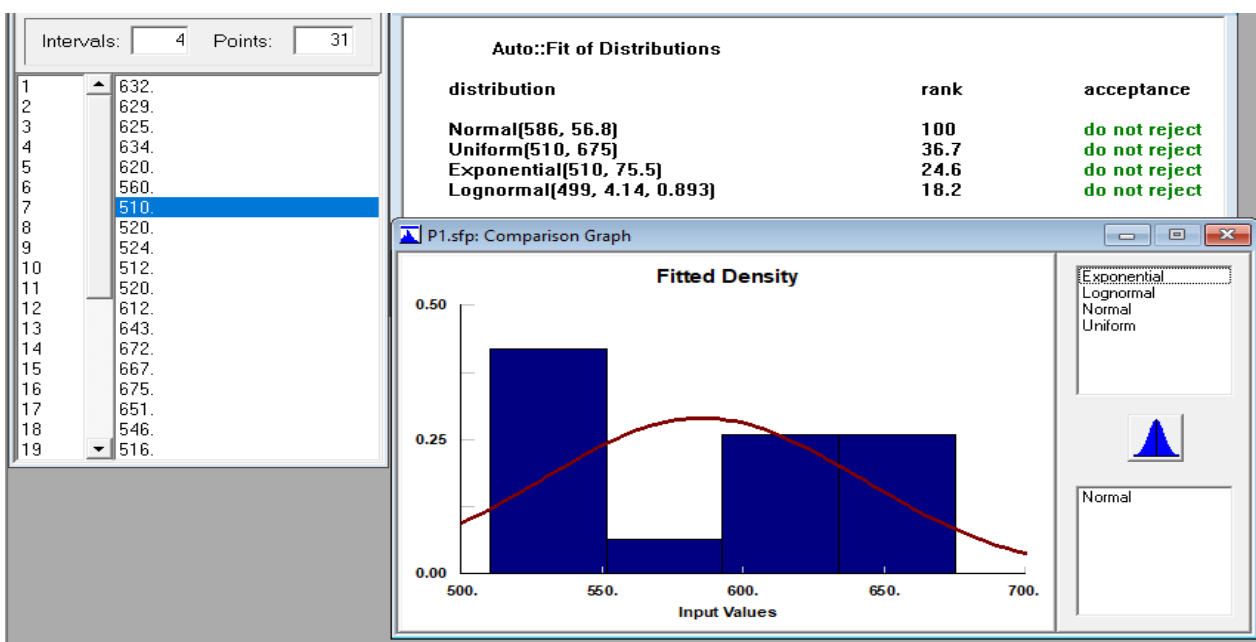 Intervals: 4 Points: 31
1 632.
2 629.
3 625.
4 634.
5 620.
6 560.
7 510.
8 520.
9 524.
10 512.
11 520.
12 612.
13 643.
14 672.
15 667.
16 675.
17 651.
18 546.
19 516.
Auto::Fit of Distributions
distribution rank acceptance
Normal(586, 56.8) 100 do not reject
Uniform(510, 675) 36.7 do not reject
Exponential(510, 75.5) 24.6 do not reject
Lognormal(499, 4.14, 0.893) 18.2 do not reject
P1.sfp: Comparison Graph
Fitted Density
0.50
0.25
0.00
500. 550. 600. 650. 700.
Input Values
Exponential
Lognormal
Normal
Uniform
Normal